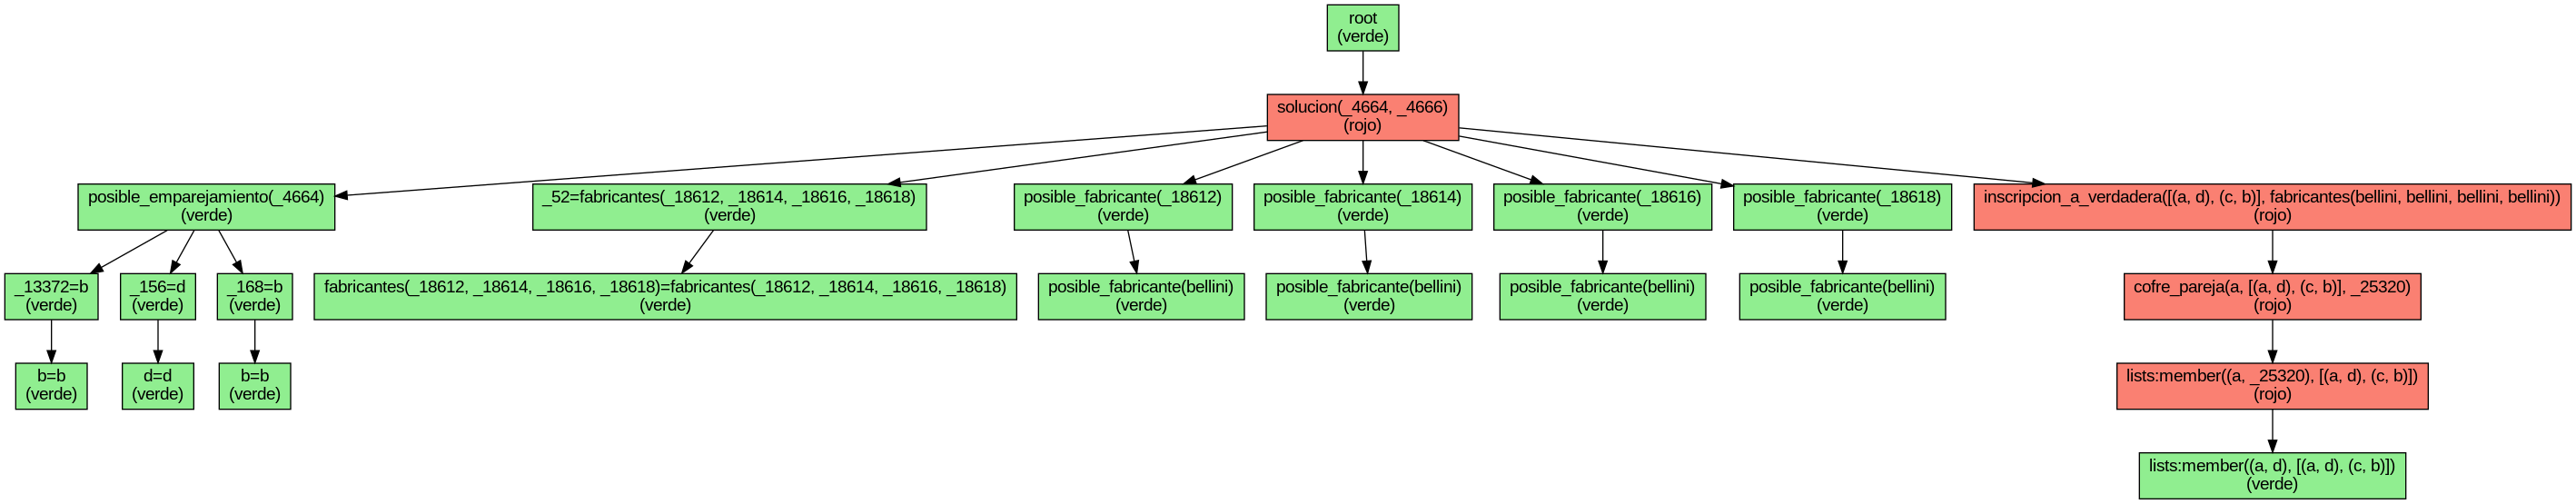 root
(verde)
solucion(_4664, _4666)
(rojo)
posible_emparejamiento(_4664)
(verde)
_52=fabricantes(_18612, _18614, _18616, _18618)
(verde)
posible_fabricante(_18612)
(verde)
posible_fabricante(_18614)
(verde)
posible_fabricante(_18616)
(verde)
posible_fabricante(_18618)
(verde)
inscripcion_a_verdadera([(a, d), (c, b)], fabricantes(bellini, bellini, bellini, bellini))
(rojo)
_13372=b
(verde)
_156=d
(verde)
_168=b
(verde)
fabricantes(_18612, _18614, _18616, _18618)=fabricantes(_18612, _18614, _18616, _18618)
(verde)
posible_fabricante(bellini)
(verde)
posible_fabricante(bellini)
(verde)
posible_fabricante(bellini)
(verde)
posible_fabricante(bellini)
(verde)
cofre_pareja(a, [(a, d), (c, b)], _25320)
(rojo)
b=b
(verde)
d=d
(verde)
b=b
(verde)
lists:member((a, _25320), [(a, d), (c, b)])
(rojo)
lists:member((a, d), [(a, d), (c, b)])
(verde)